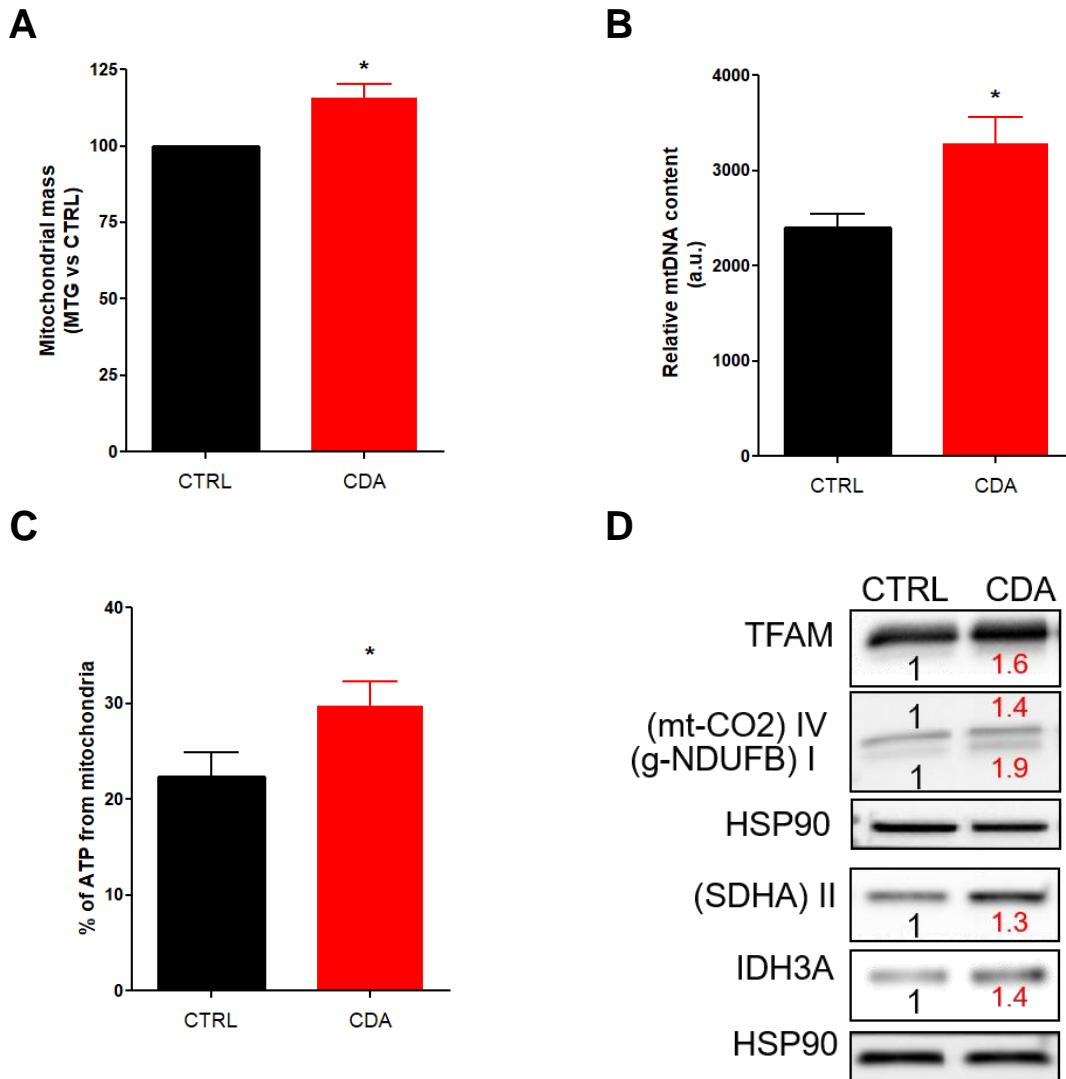 A
Mitochondrial mass
(MTG vs CTRL)
125
100
75
50
25
0
*
CTRL
CDA
B
Relative mtDNA content
(a.u.)
4000
3000
2000
1000
0
*
CTRL
CDA
C
% of ATP from mitochondria
40
30
20
10
0
*
CTRL
CDA
D
CTRL CDA
TFAM
1 1.6
(mt-CO2) IV
1 1.4
(g-NDUFB) I
1 1.9
HSP90
(SDHA) II
1 1.3
IDH3A
1 1.4
HSP90